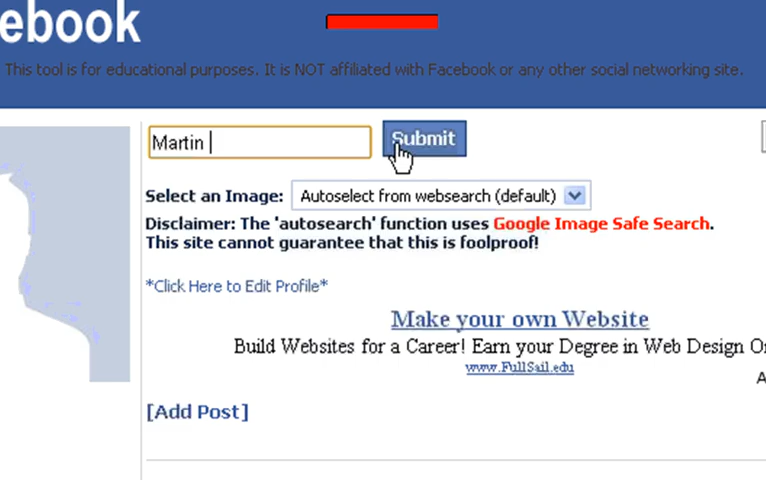 ebook
This tool is for educational purposes. It is NOT affiliated with Facebook or any other social networking site.
Martin
Submit
Select an Image: Autoselect from websearch (default)
Disclaimer: The 'autosearch' function uses Google Image Safe Search.
This site cannot guarantee that this is foolproof!
*Click Here to Edit Profile*
Make your own Website
Build Websites for a Career! Earn your Degree in Web Design
www.FullSail.edu
[Add Post]